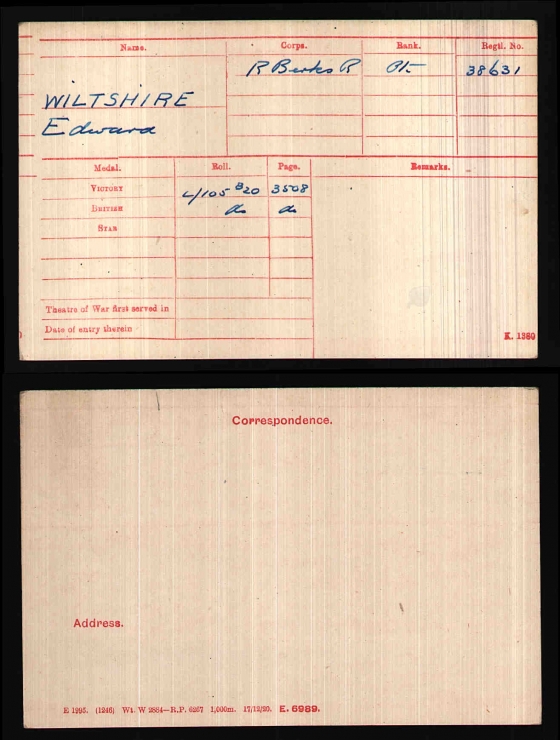 Name. Corps. Rank. Regtl. No.
R Berks R Pte 38631
WILTSHIRE
Edward
Medal. Roll. Page. Remarks.
VICTORY L/105 B20 3508
BRITISH do do
STAR
Theatre of War first served in
Date of entry therein
K. 1380
Correspondence.
Address.
E 1995. (1246) Wt. W 2864—R.P. 6267 1,000m. 17/12/20. E. 6989.